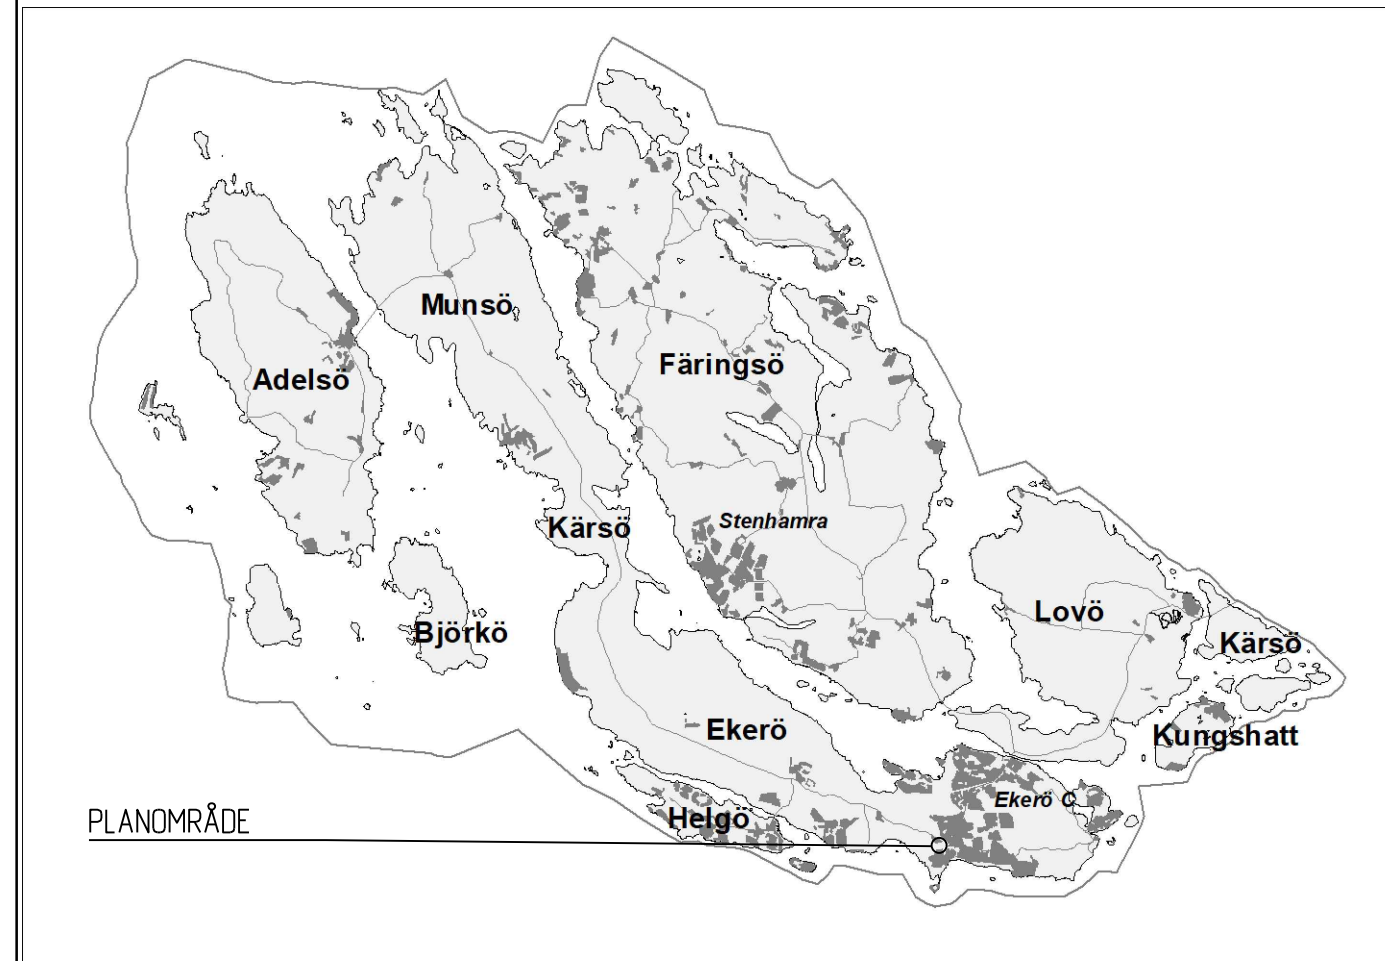 Munsö
Färingsö
Adelsö
Stenhamra
Kärsö
Lovö
Björkö
Kärsö
Ekerö
Kungshatt
Ekerö C
Helgö
PLANOMRÅDE